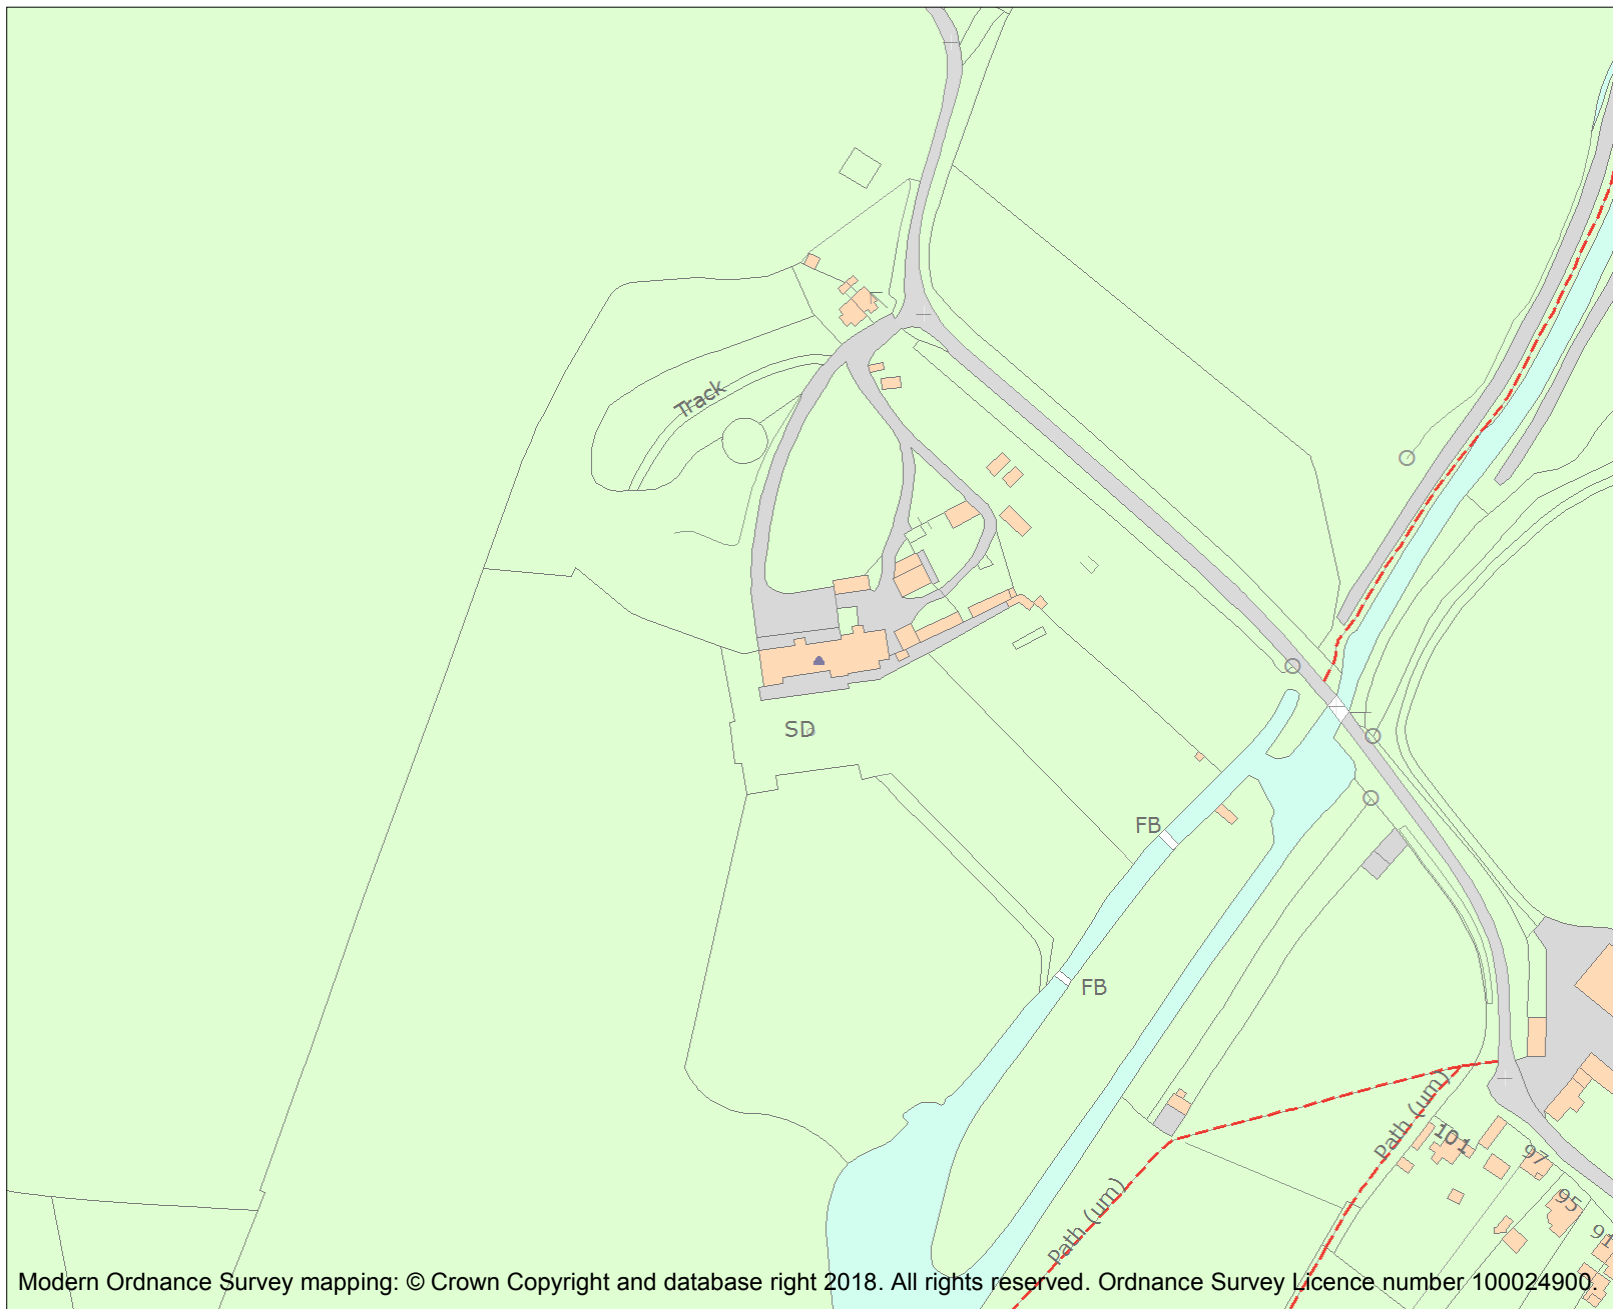 Track
SD
FB
FB
Path (um)
101
97
Path (um)
95
91
Modern Ordnance Survey mapping: © Crown Copyright and database right 2018. All rights reserved. Ordnance Survey Licence number 100024900.